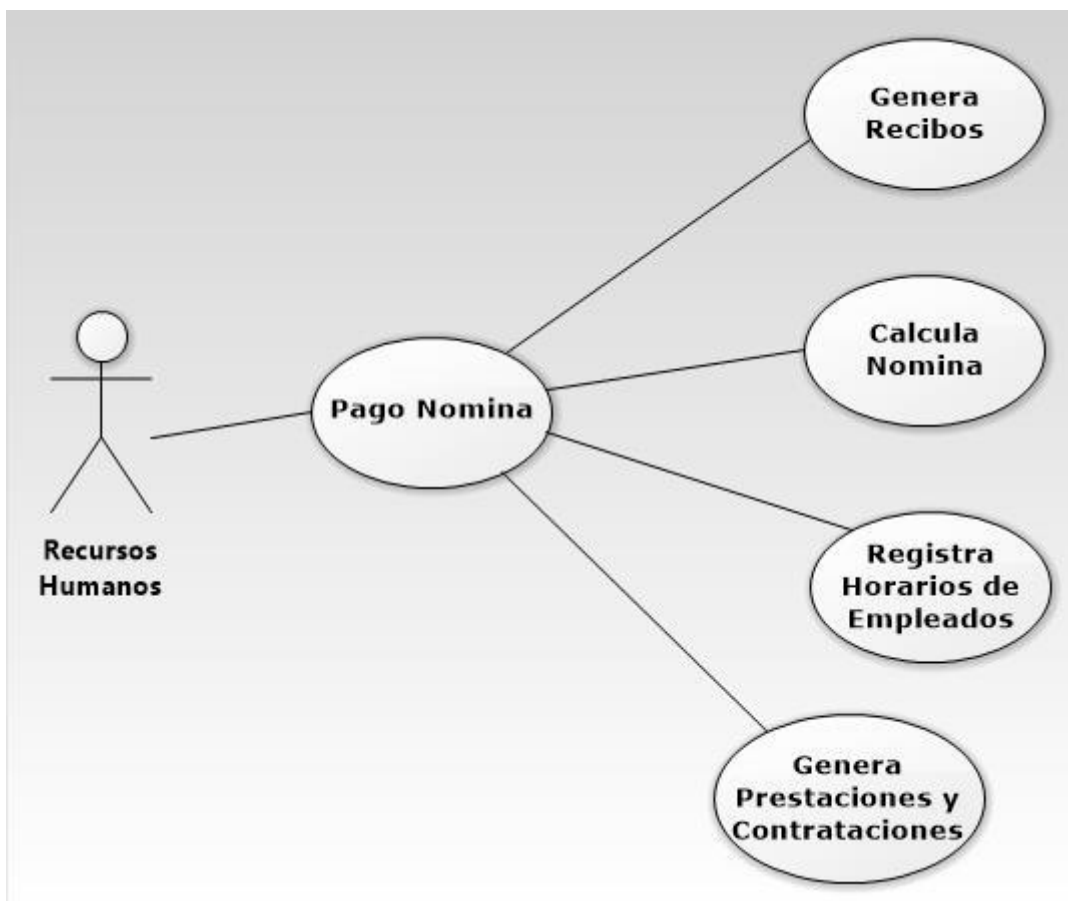 Genera
Recibos
Calcula
Nomina
Pago Nomina
Recursos
Humanos
Registra
Horarios de
Empleados
Genera
Prestaciones y
Contrataciones